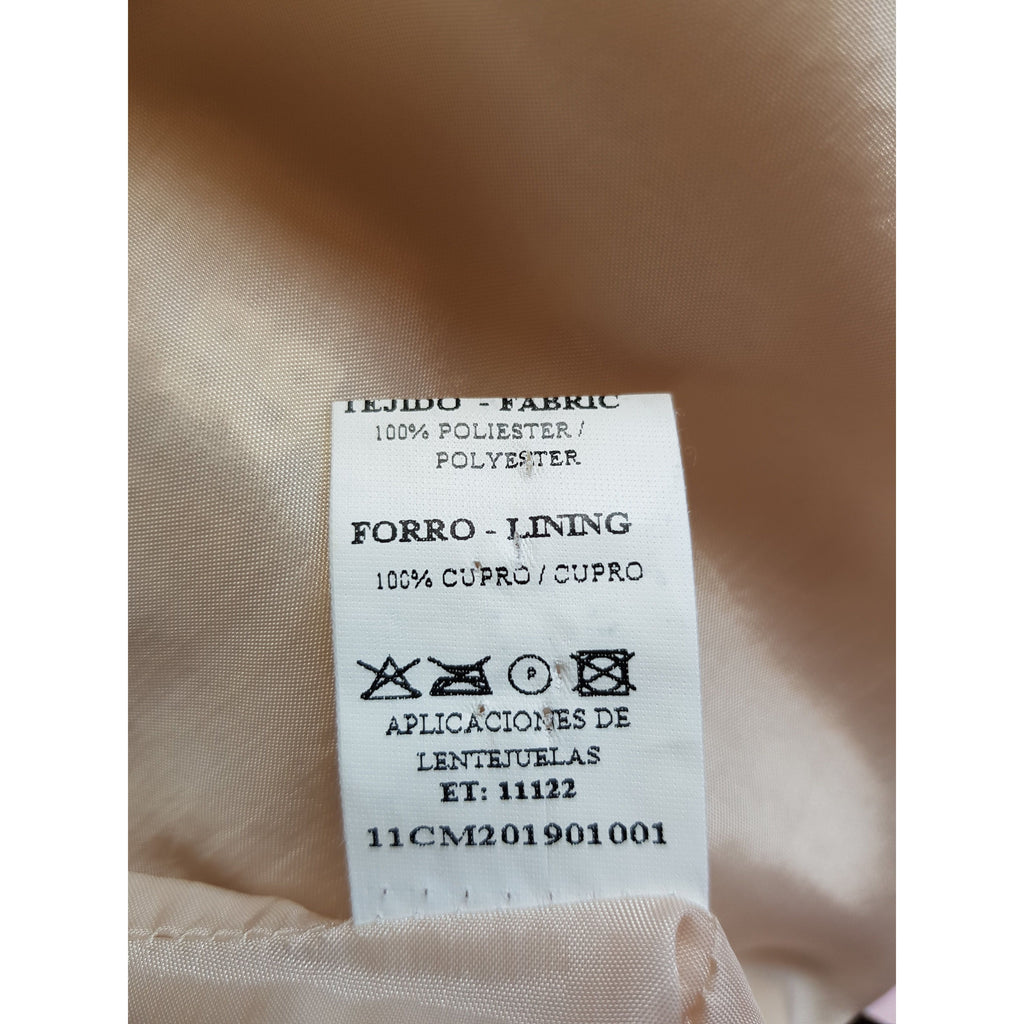 TEJIDO - FABRIC
100% POLIESTER /
POLYESTER
FORRO - LINING
100% CUPRO / CUPRO
P
APLICACIONES DE
LENTEJUELAS
ET: 11122
11CM201901001